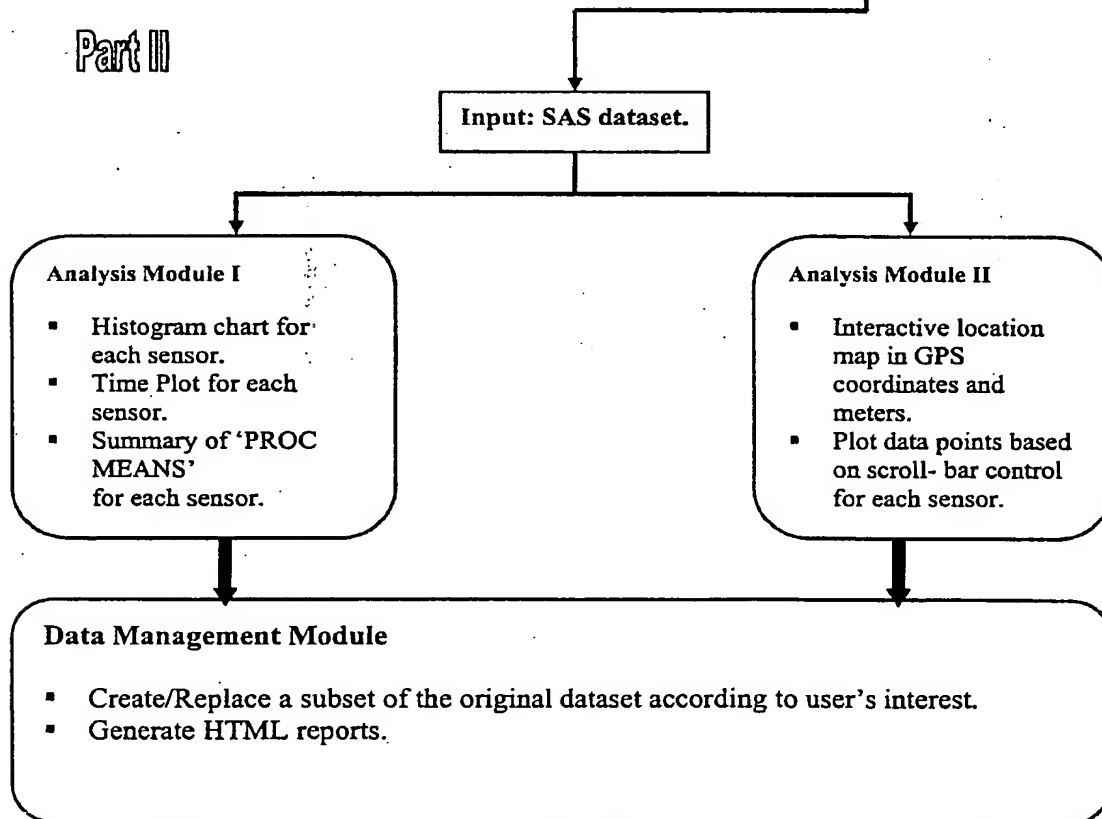 Part II
Input: SAS dataset.
Analysis Module I
▪ Histogram chart for
each sensor.
▪ Time Plot for each
sensor.
▪ Summary of ‘PROC
MEANS’
for each sensor.
Analysis Module II
▪ Interactive location
map in GPS
coordinates and
meters.
▪ Plot data points based
on scroll- bar control
for each sensor.
Data Management Module
▪ Create/Replace a subset of the original dataset according to user’s interest.
▪ Generate HTML reports.